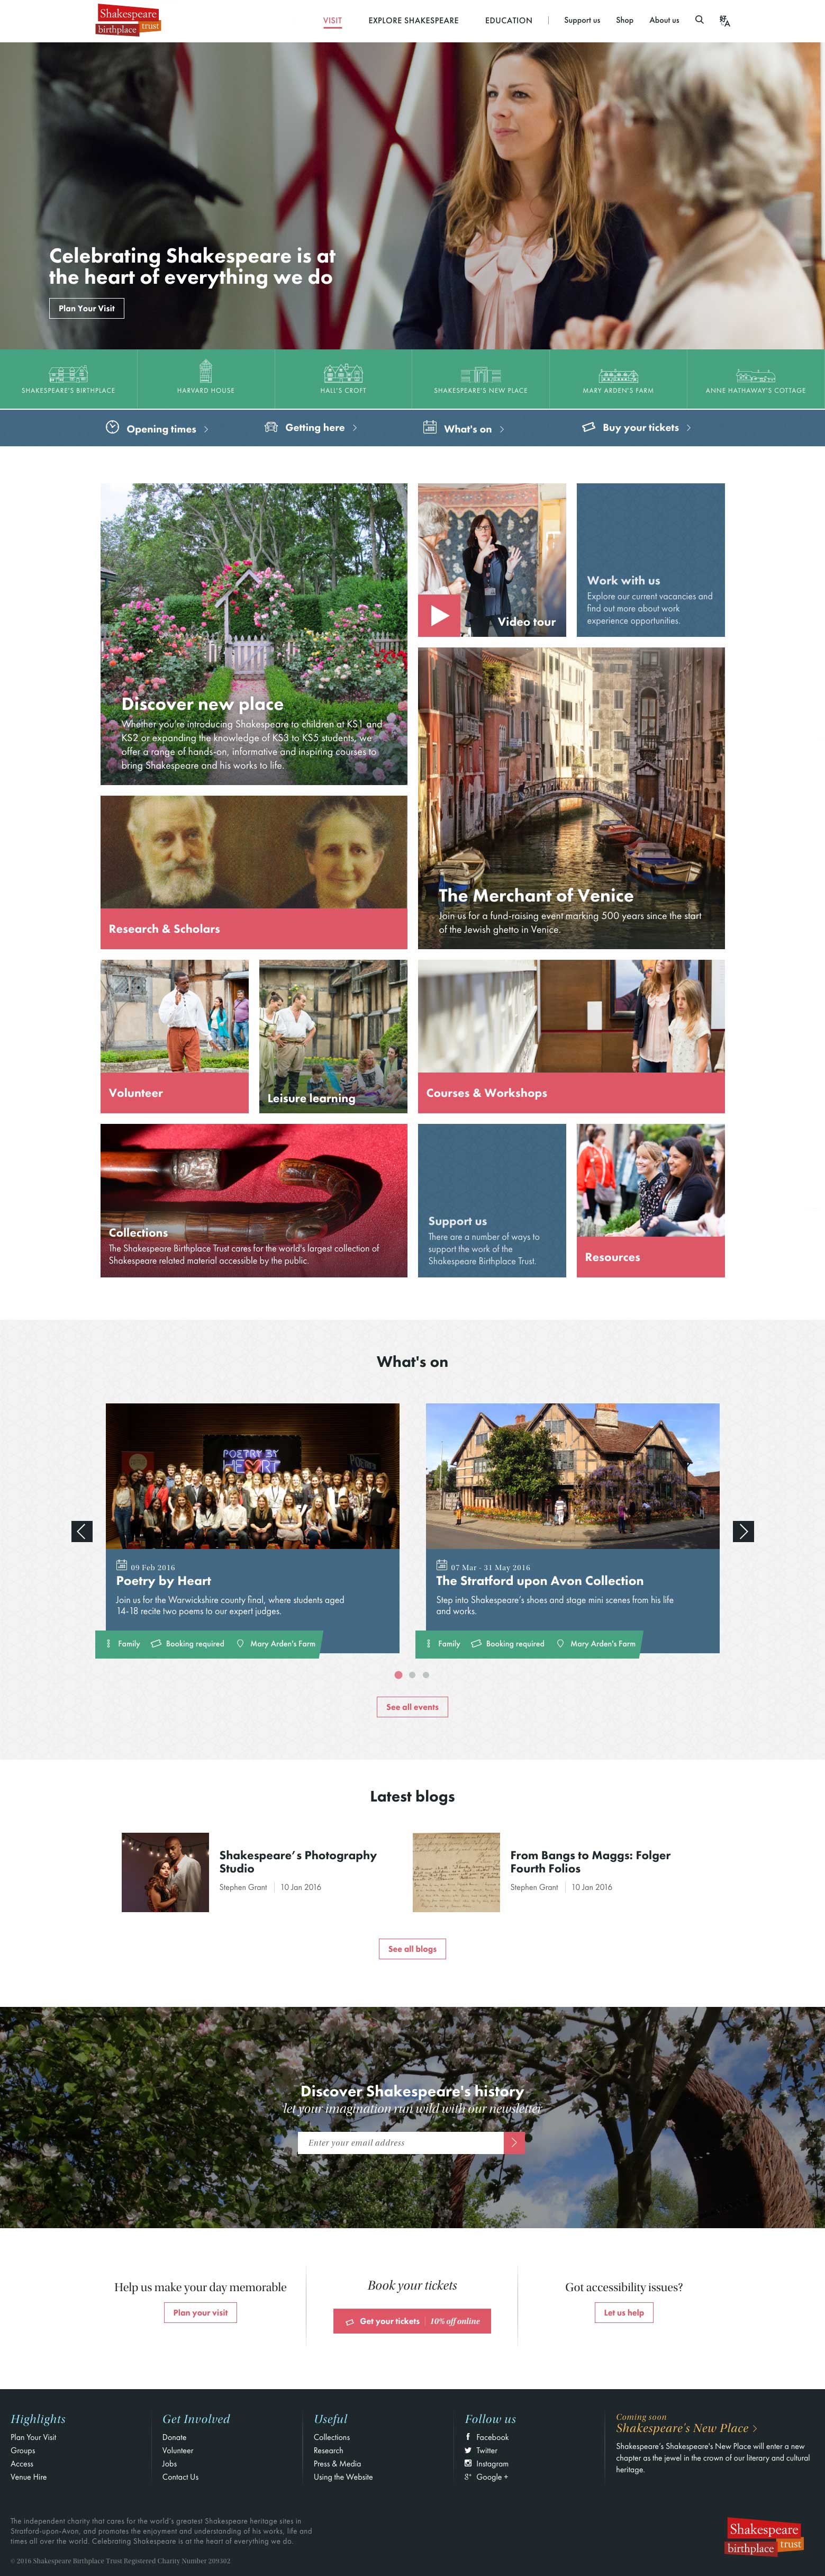 Shakespeare
birthplace trust
VISIT
EXPLORE SHAKESPEARE
EDUCATION
Support us
Shop
About us
Celebrating Shakespeare is at
the heart of everything we do
Plan Your Visit
SHAKESPEARE'S BIRTHPLACE
HARVARD HOUSE
HALL'S CROFT
SHAKESPEARE'S NEW PLACE
MARY ARDEN'S FARM
ANNE HATHAWAY'S COTTAGE
Opening times
Getting here
What's on
Buy your tickets
Discover new place
Whether you're introducing Shakespeare to children at KS1 and
KS2 or expanding the knowledge of KS3 to KS5 students, we
offer a range of hands-on, informative and inspiring courses to
bring Shakespeare and his works to life.
Video tour
Work with us
Explore our current vacancies and
find out more about work
experience opportunities.
The Merchant of Venice
Join us for a fund-raising event marking 500 years since the start
of the Jewish ghetto in Venice.
Research & Scholars
Volunteer
Leisure learning
Courses & Workshops
Collections
The Shakespeare Birthplace Trust cares for the world's largest collection of
Shakespeare related material accessible by the public.
Support us
There are a number of ways to
support the work of the
Shakespeare Birthplace Trust.
Resources
What's on
POETRY BY
HEART
09 Feb 2016
Poetry by Heart
Join us for the Warwickshire county final, where students aged
14-18 recite two poems to our expert judges.
Family
Booking required
Mary Arden's Farm
07 Mar - 31 May 2016
The Stratford upon Avon Collection
Step into Shakespeare's shoes and stage mini scenes from his life
and works.
Family
Booking required
Mary Arden's Farm
See all events
Latest blogs
Shakespeare's Photography
Studio
Stephen Grant
10 Jan 2016
From Bangs to Maggs: Folger
Fourth Folios
Stephen Grant
10 Jan 2016
See all blogs
Discover Shakespeare's history
let your imagination run wild with our newsletter
Enter your email address
Help us make your day memorable
Plan your visit
Book your tickets
Get your tickets
10% off online
Got accessibility issues?
Let us help
Highlights
Plan Your Visit
Groups
Access
Venue Hire
Get Involved
Donate
Volunteer
Jobs
Contact Us
Useful
Collections
Research
Press & Media
Using the Website
Follow us
Facebook
Twitter
Instagram
Google +
Coming soon
Shakespeare's New Place
Shakespeare's Shakespeare's New Place will enter a new
chapter as the jewel in the crown of our literary and cultural
heritage.
The independent charity that cares for the world's greatest Shakespeare heritage sites in
Stratford-upon-Avon, and promotes the enjoyment and understanding of his works, life and
times all over the world. Celebrating Shakespeare is at the heart of everything we do.
© 2016 Shakespeare Birthplace Trust Registered Charity Number 209302
Shakespeare
birthplace trust